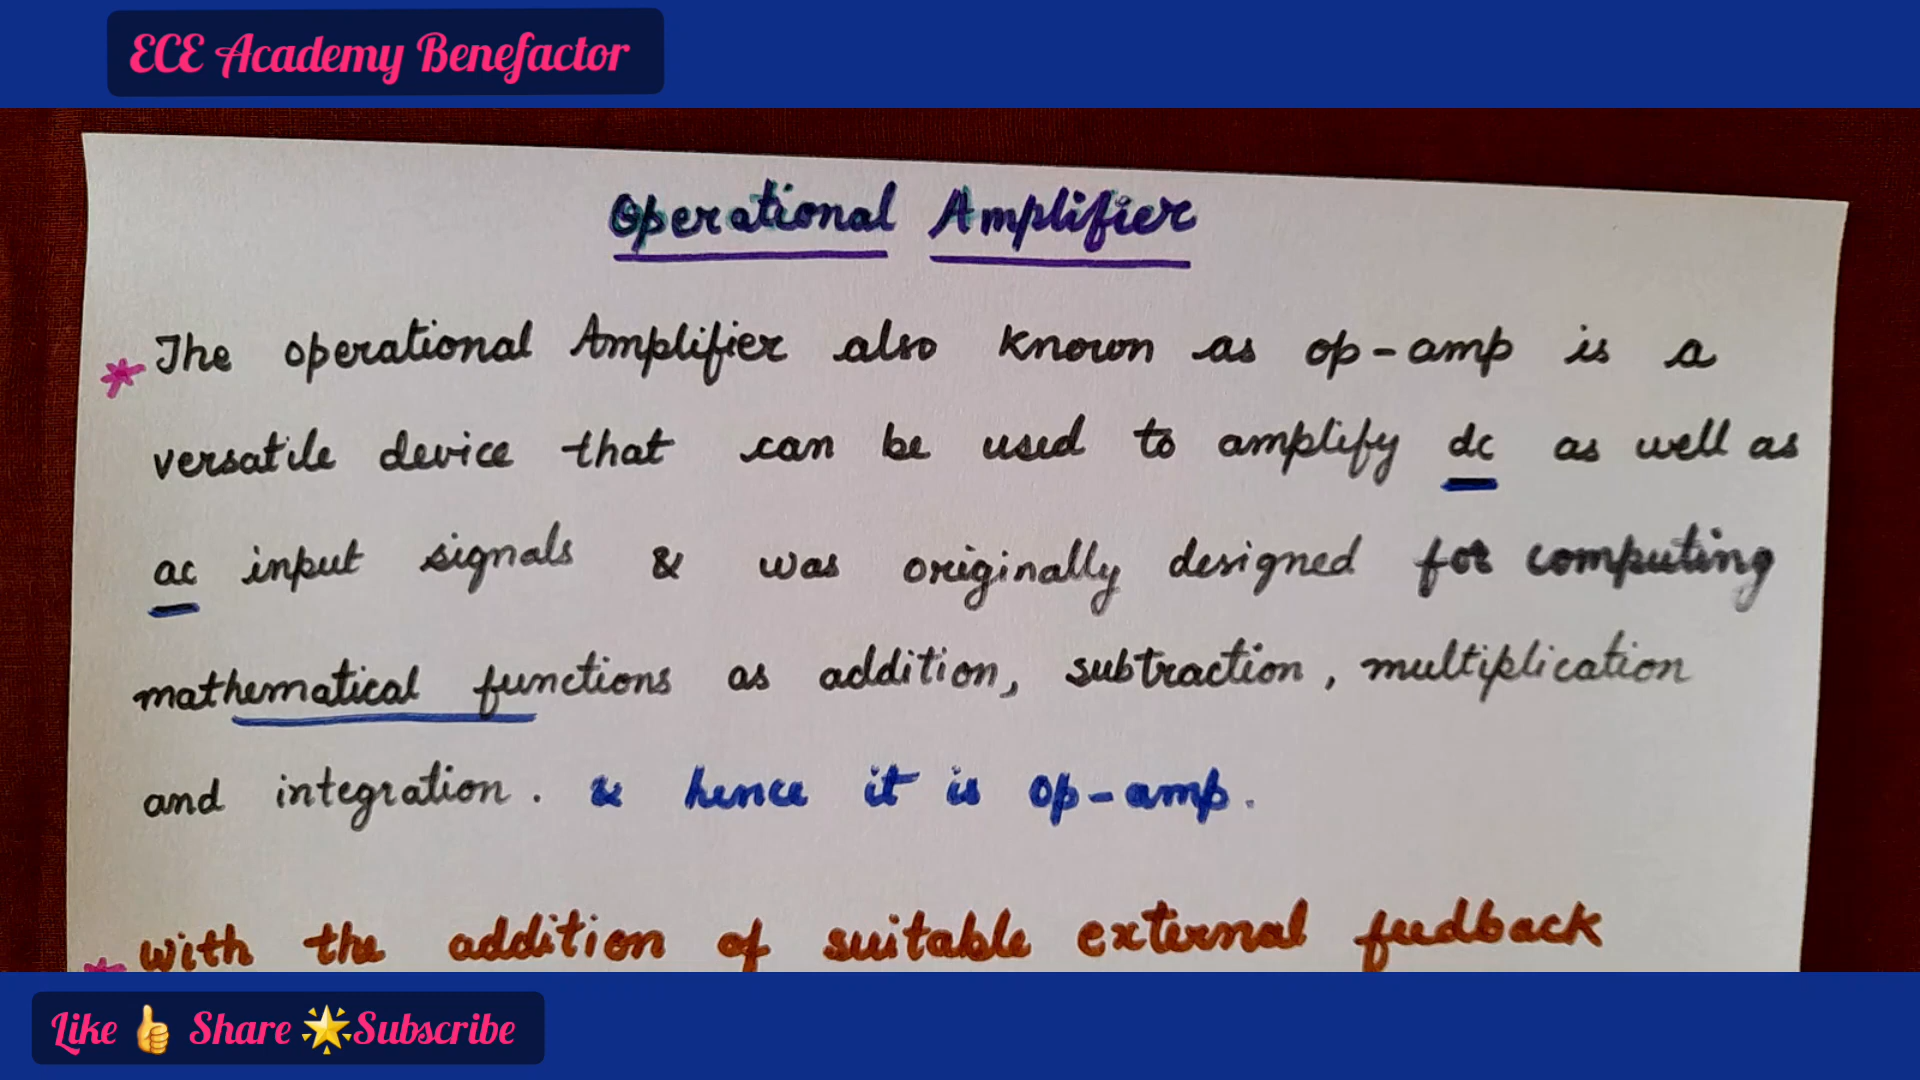 ECE Academy Benefactor
Operational Amplifier
* The operational Amplifier also known as op-amp is a
versatile device that can be used to amplify dc as well as
ac input signals & was originally designed for computing
mathematical functions as addition, subtraction, multiplication
and integration. & hence it is op-amp.
* with the addition of suitable external feedback
Like 👍 Share 🌟Subscribe